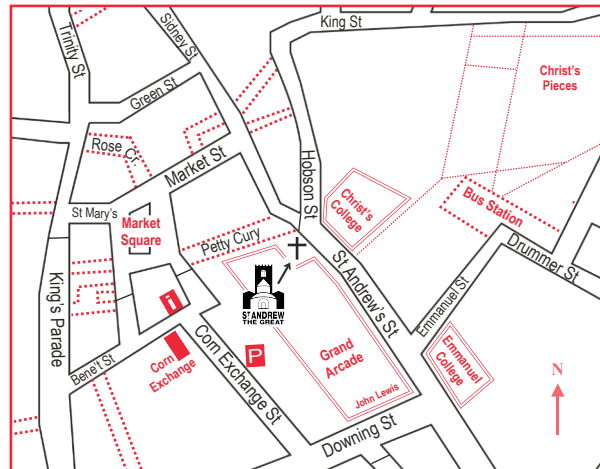 King St
Trinity St
Sidney St
Christ's
Pieces
Green St
Rose Cr.
Market St
Hobson St
Christ's
College
Bus Station
St Mary's
Market
Square
Petty Cury
Drummer St
King's Parade
St Andrew's St
Emmanuel St
i
ST ANDREW
THE GREAT
Corn Exchange St
P
Grand
Arcade
Emmanuel
College
Bene't St
Corn
Exchange
John Lewis
Downing St
N